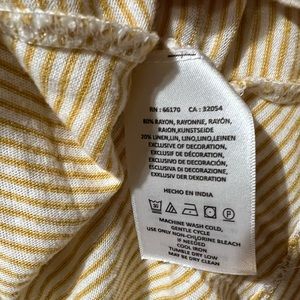 RN : 66170 CA : 32054
80% RAYON, RAYONNE, RAYÓN,
RAION,KUNSTSEIDE
20% LINEN,LIN, LINO,LINO,LEINEN
EXCLUSIVE OF DECORATION,
EXCLUSIF DE DÉCORATION,
EXCLUSIVO DE DECORACIÓN,
ESCLUSIVA DI DECORAZIONE,
EXKLUSIV DER DEKORATION
HECHO EN INDIA
MACHINE WASH COLD,
GENTLE CYCLE
USE ONLY NON-CHLORINE BLEACH
IF NEEDED
COOL IRON
TUMBLE DRY LOW
MAY BE DRY CLEAN